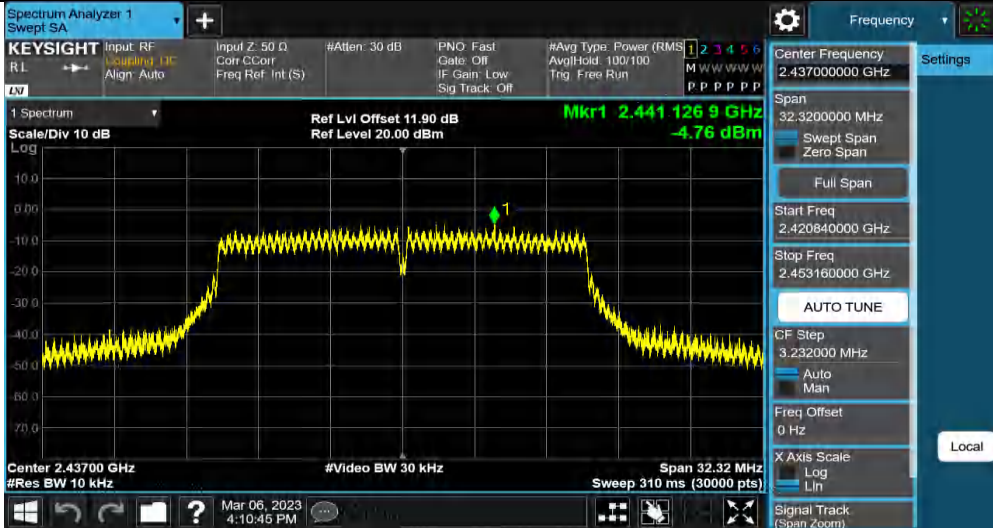 Spectrum Analyzer 1
Swept SA
+
Frequency
KEYSIGHT
RL
LXI
Input: RF
Coupling: DC
Align: Auto
Input Z: 50 Ω
Corr CCorr
Freq Ref: Int (S)
#Atten: 30 dB
PNO: Fast
Gate: Off
IF Gain: Low
Sig Track: Off
#Avg Type: Power (RMS
Avg|Hold: 100/100
Trig: Free Run
1 2 3 4 5 6
M W W W W W
P P P P P P
1 Spectrum
Scale/Div 10 dB
Log
Ref Lvl Offset 11.90 dB
Ref Level 20.00 dBm
Mkr1 2.441 126 9 GHz
-4.76 dBm
10.0
0.00
-10.0
-20.0
-30.0
-40.0
-50.0
-60.0
-70.0
1
Center 2.43700 GHz
#Res BW 10 kHz
#Video BW 30 kHz
Span 32.32 MHz
Sweep 310 ms (30000 pts)
Mar 06, 2023
4:10:45 PM
?
Center Frequency
2.437000000 GHz
Span
32.3200000 MHz
Swept Span
Zero Span
Full Span
Start Freq
2.420840000 GHz
Stop Freq
2.453160000 GHz
AUTO TUNE
CF Step
3.232000 MHz
Auto
Man
Freq Offset
0 Hz
X Axis Scale
Log
Lin
Signal Track
(Span Zoom)
Settings
Local